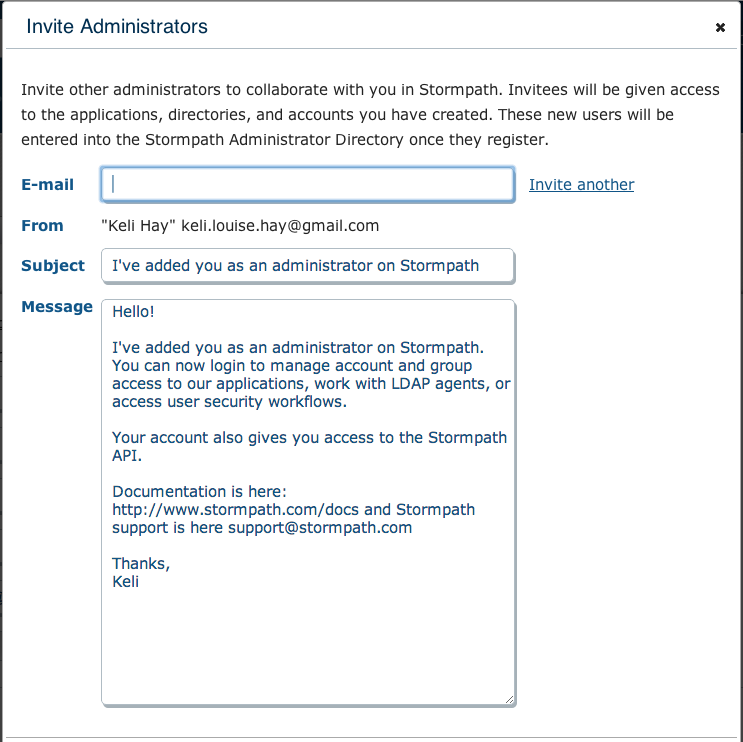 Invite Administrators
Invite other administrators to collaborate with you in Stormpath. Invitees will be given access
to the applications, directories, and accounts you have created. These new users will be
entered into the Stormpath Administrator Directory once they register.
E-mail
Invite another
From "Keli Hay" keli.louise.hay@gmail.com
Subject I've added you as an administrator on Stormpath
Message
Hello!
I've added you as an administrator on Stormpath.
You can now login to manage account and group
access to our applications, work with LDAP agents, or
access user security workflows.
Your account also gives you access to the Stormpath
API.
Documentation is here:
http://www.stormpath.com/docs and Stormpath
support is here support@stormpath.com
Thanks,
Keli